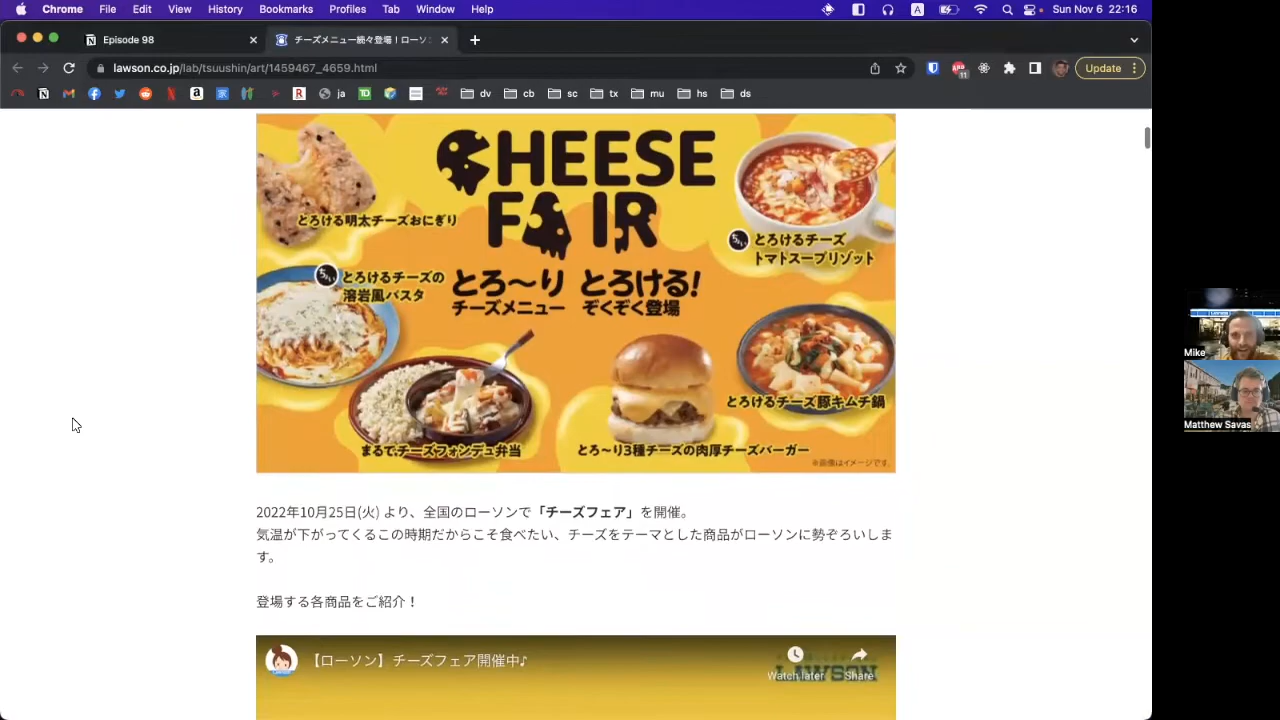 Chrome File Edit View History Bookmarks Profiles Tab Window Help
Sun Nov 6 22:16
Episode 98
チーズメニュー続々登場！ローソ
lawson.co.jp/lab/tsuushin/art/1459467_4659.html
Update
11
ja
dv cb sc tx mu hs ds
CHEESE
FAIR
とろ〜り とろける!
チーズメニュー ぞくぞく登場
とろける明太チーズおにぎり
とろけるチーズ
トマトスープリゾット
とろけるチーズの
溶岩風パスタ
とろけるチーズ豚キムチ鍋
まるでチーズフォンデュ弁当
とろ〜り3種チーズの肉厚チーズバーガー
※画像はイメージです。
2022年10月25日(火) より、全国のローソンで「チーズフェア」を開催。
気温が下がってくるこの時期だからこそ食べたい、チーズをテーマとした商品がローソンに勢ぞろいしま
す。
登場する各商品をご紹介！
【ローソン】チーズフェア開催中♪
Watch later
Share
LAWSON
Mike
Matthew Savas